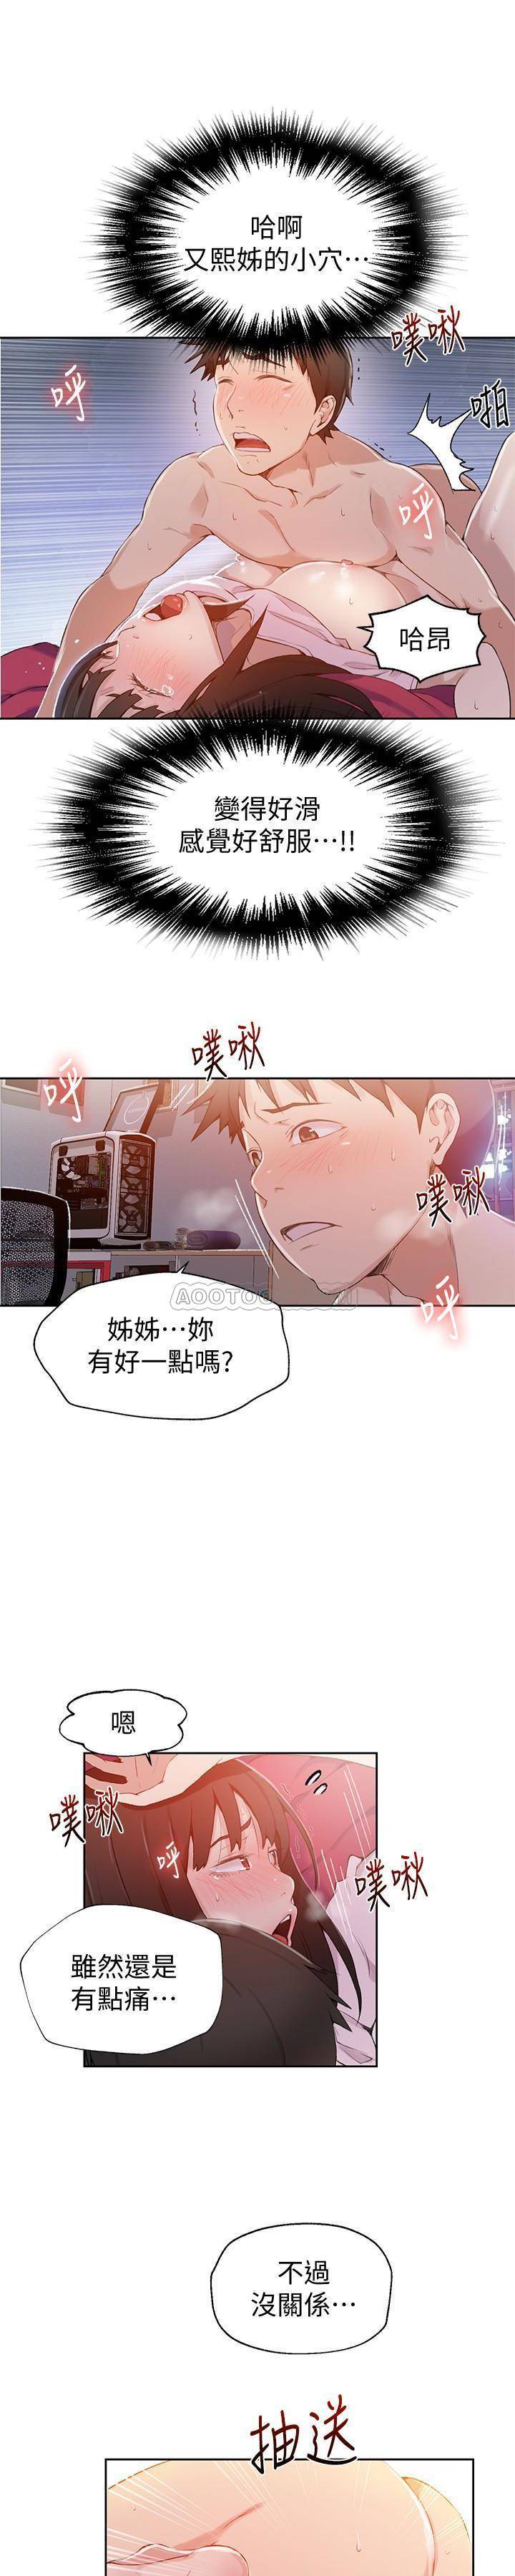 哈啊
又熙姊的小穴…
噗啾
呼
啪
呼
哈昂
變得好滑
感覺好舒服…!!
噗啾
呼
噗啾
呼
姊姊…妳
有好一點嗎?
嗯
噗啾
呼
噗啾
雖然還是
有點痛…
不過
沒關係…
抽送